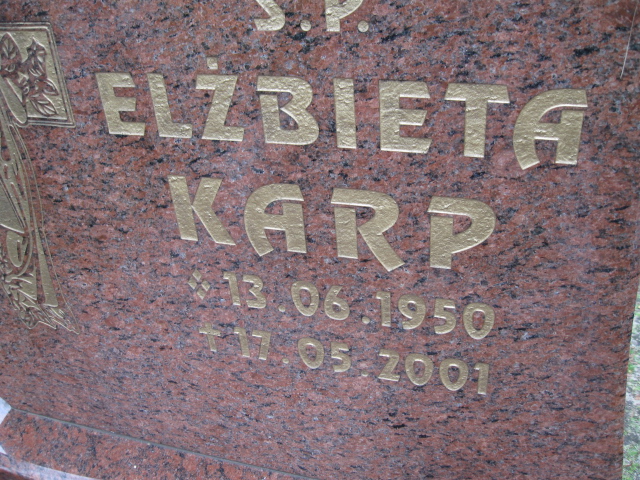 Ś.P.
ELŻBIETA
KARP
13.06.1950
† 17.05.2001